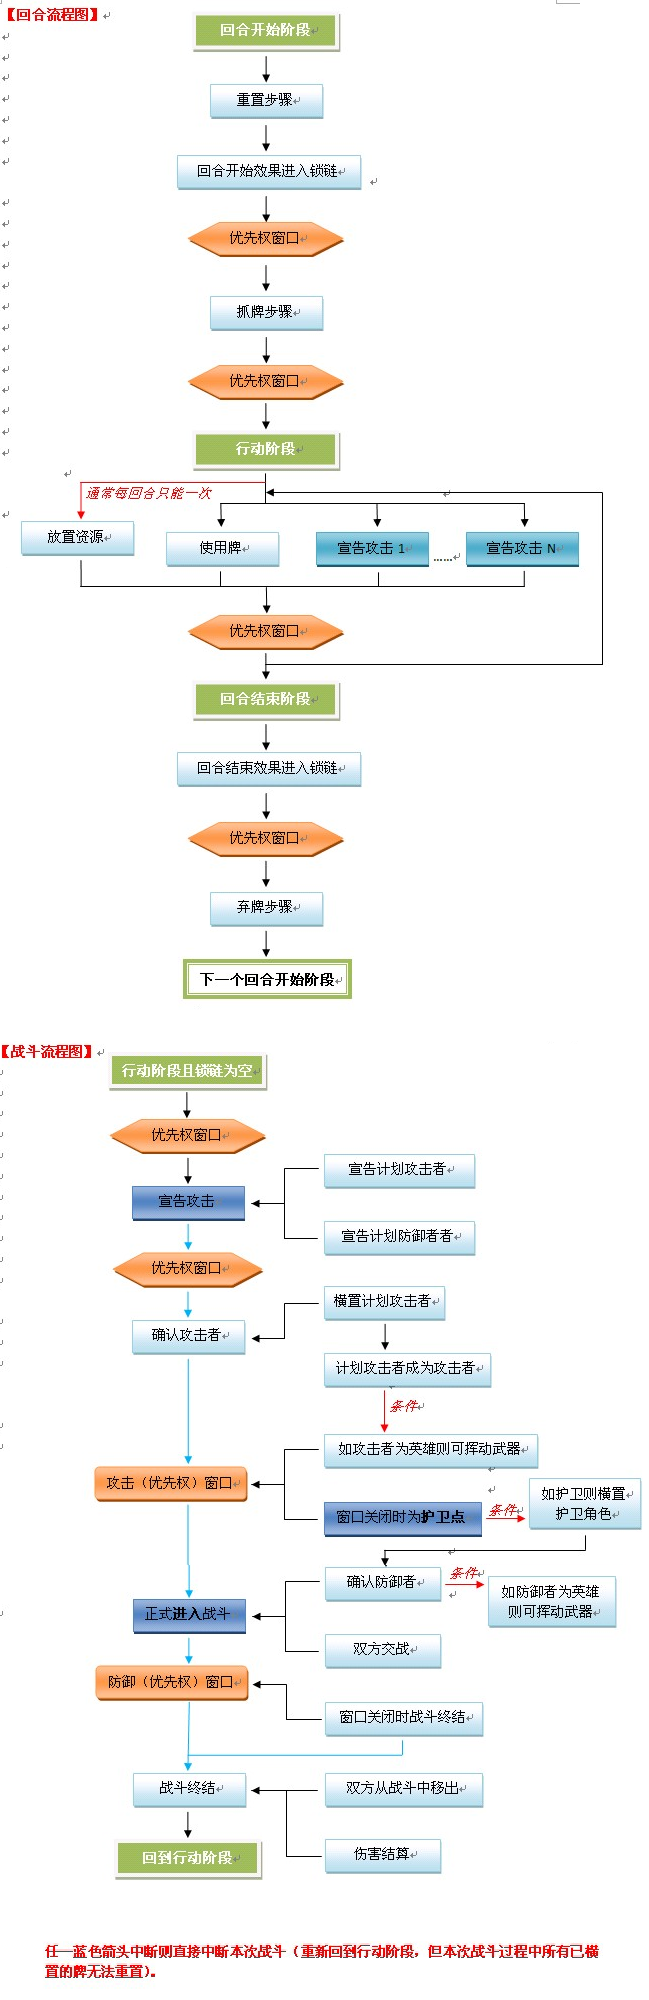 【回合流程图】
回合开始阶段
重置步骤
回合开始效果进入锁链
优先权窗口
抓牌步骤
优先权窗口
行动阶段
通常每回合只能一次
放置资源
使用牌
宣告攻击 1
......
宣告攻击 N
优先权窗口
回合结束阶段
回合结束效果进入锁链
优先权窗口
弃牌步骤
下一个回合开始阶段
【战斗流程图】
行动阶段且锁链为空
优先权窗口
宣告计划攻击者
宣告攻击
宣告计划防御者者
优先权窗口
横置计划攻击者
确认攻击者
计划攻击者成为攻击者
条件
如攻击者为英雄则可挥动武器
攻击（优先权）窗口
窗口关闭时为护卫点
条件
如护卫则横置
护卫角色
确认防御者
条件
如防御者为英雄
则可挥动武器
正式进入战斗
双方交战
防御（优先权）窗口
窗口关闭时战斗终结
战斗终结
双方从战斗中移出
伤害结算
回到行动阶段
任一蓝色箭头中断则直接中断本次战斗（重新回到行动阶段，但本次战斗过程中所有已横
置的牌无法重置）。